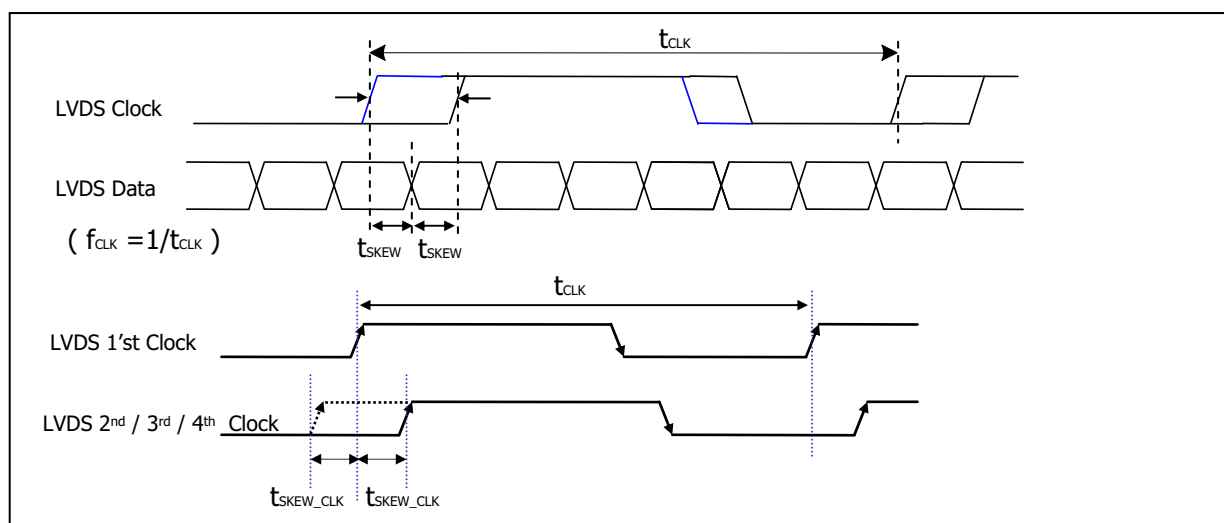 tCLK
LVDS Clock
LVDS Data
( fCLK =1/tCLK )
tSKEW tSKEW
tCLK
LVDS 1'st Clock
LVDS 2nd / 3rd / 4th Clock
tSKEW_CLK tSKEW_CLK